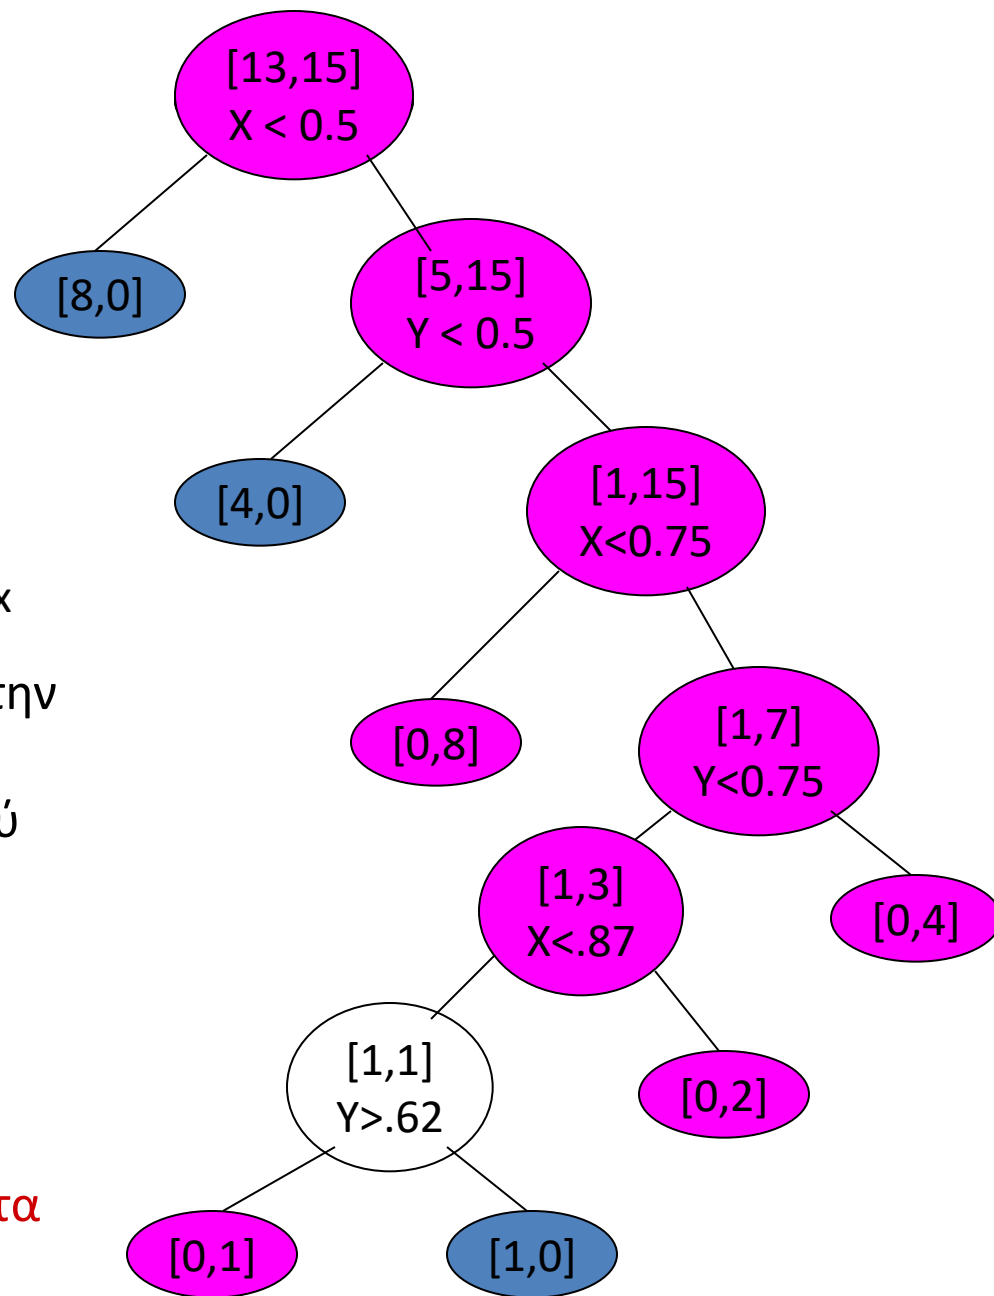 [13,15]
X < 0.5
[8,0]
[5,15]
Y < 0.5
[4,0]
[1,15]
X<0.75
[0,8]
[1,7]
Y<0.75
[1,3]
X<.87
[0,4]
[1,1]
Y>.62
[0,2]
[0,1]
[1,0]